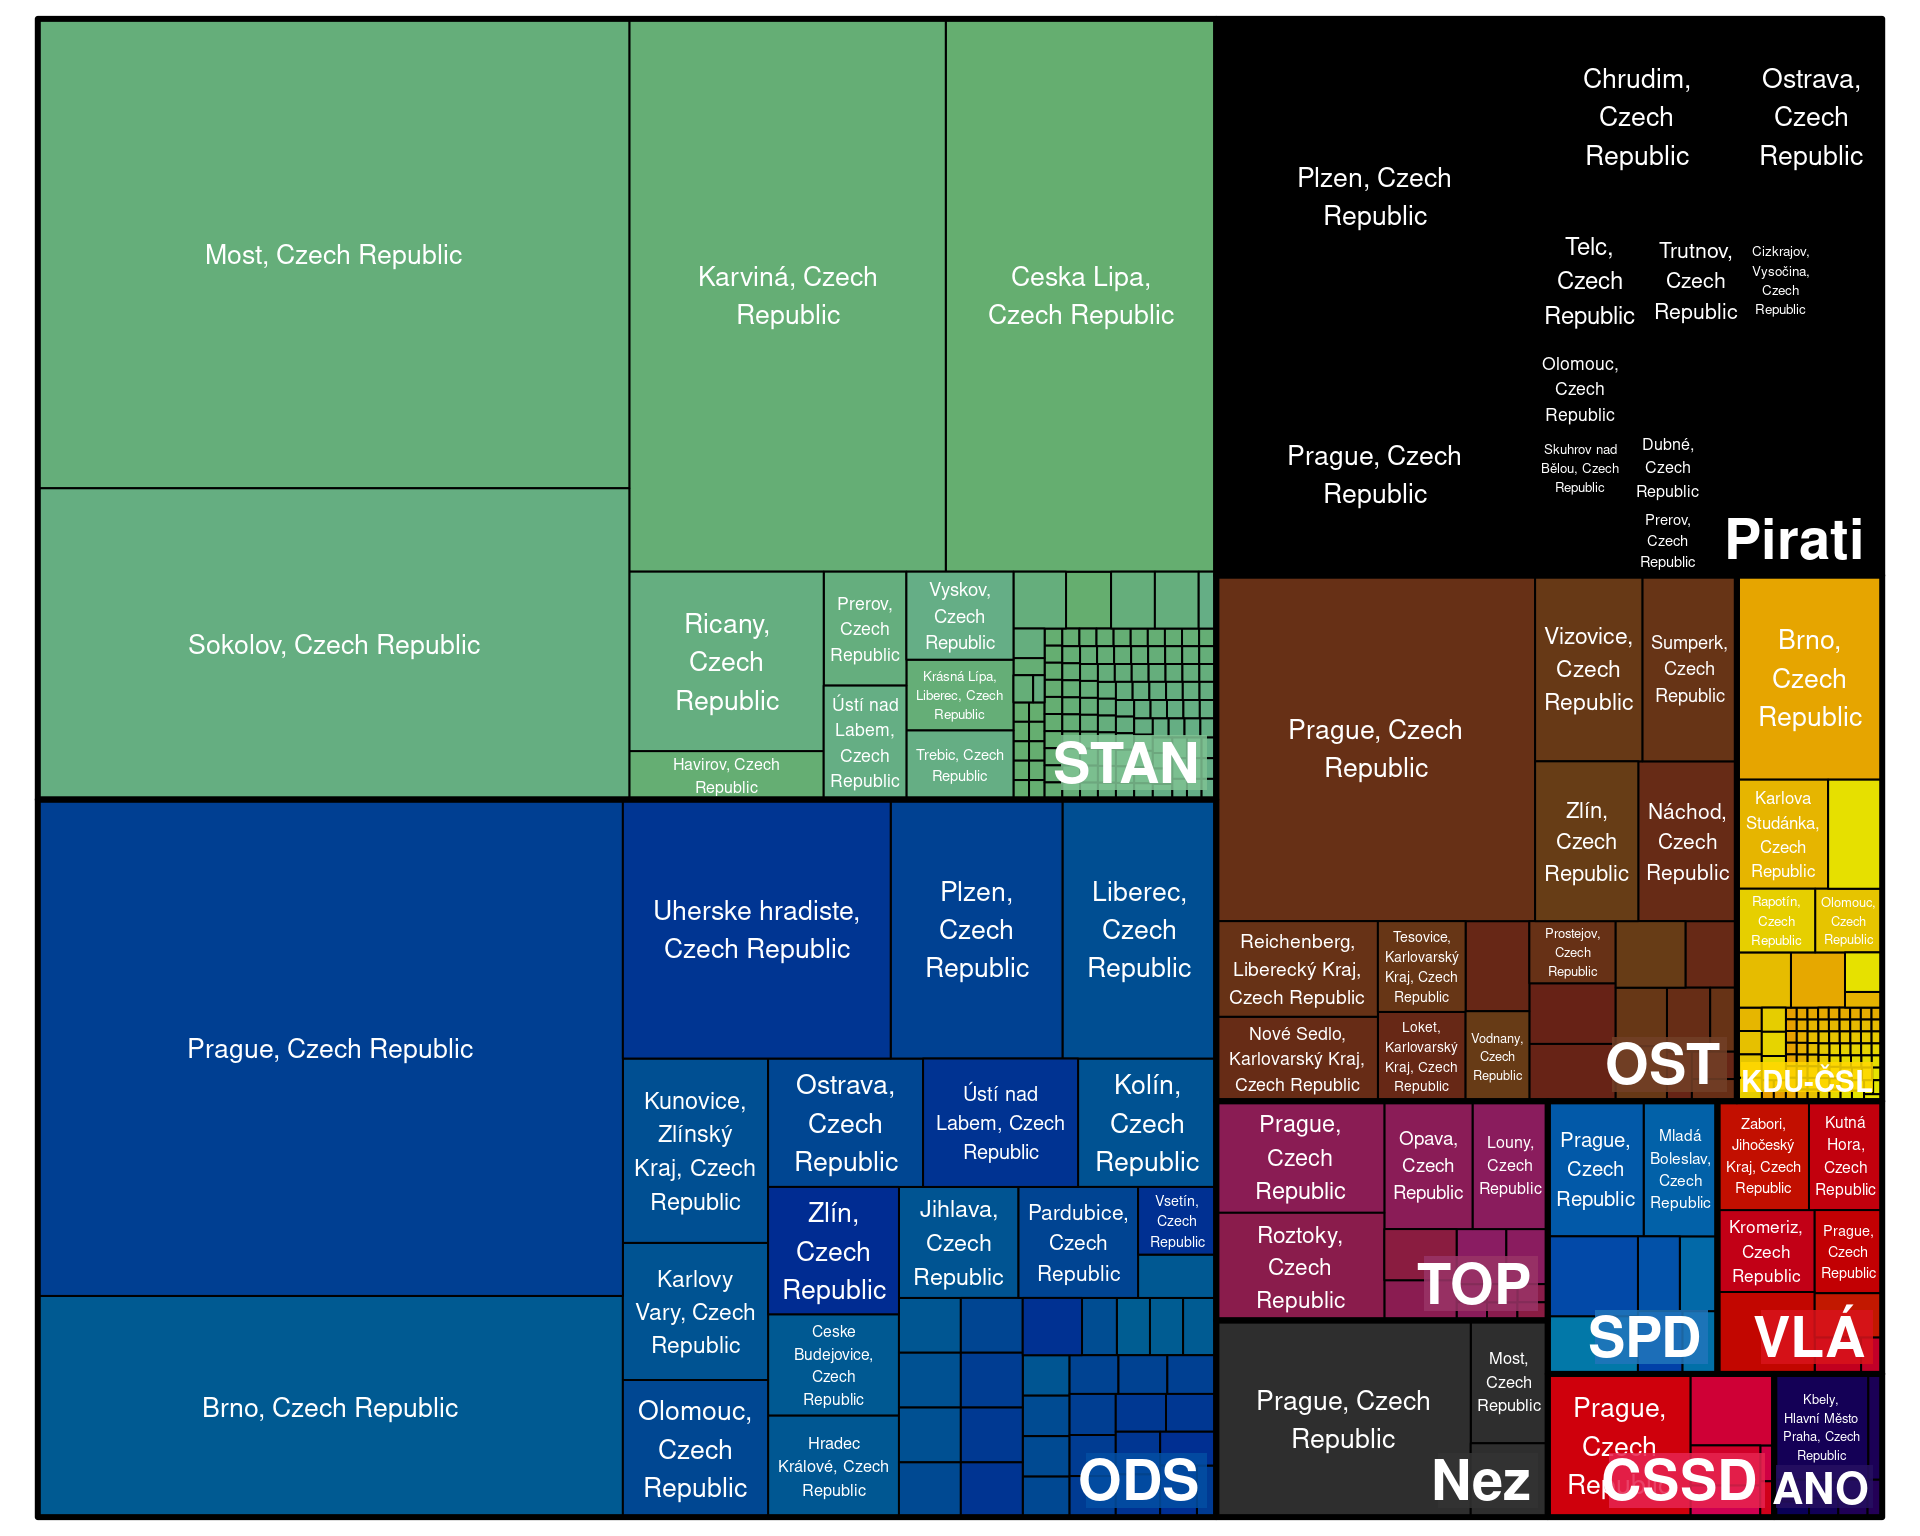 Most, Czech Republic
Sokolov, Czech Republic
Karviná, Czech
Republic
Ceska Lipa,
Czech Republic
Ricany,
Czech
Republic
Havirov, Czech
Republic
Prerov,
Czech
Republic
Ústí nad
Labem,
Czech
Republic
Vyskov,
Czech
Republic
Krásná Lípa,
Liberec, Czech
Republic
Trebic, Czech
Republic
STAN
Plzen, Czech
Republic
Prague, Czech
Republic
Chrudim,
Czech
Republic
Ostrava,
Czech
Republic
Telc,
Czech
Republic
Trutnov,
Czech
Republic
Cizkrajov,
Vysočina,
Czech
Republic
Olomouc,
Czech
Republic
Skuhrov nad
Bělou, Czech
Republic
Dubné,
Czech
Republic
Prerov,
Czech
Republic
Pirati
Prague, Czech Republic
Brno, Czech Republic
Uherske hradiste,
Czech Republic
Plzen,
Czech
Republic
Liberec,
Czech
Republic
Kunovice,
Zlínský
Kraj, Czech
Republic
Karlovy
Vary, Czech
Republic
Olomouc,
Czech
Republic
Ostrava,
Czech
Republic
Ústí nad
Labem, Czech
Republic
Kolín,
Czech
Republic
Zlín,
Czech
Republic
Ceske
Budejovice,
Czech
Republic
Hradec
Králové, Czech
Republic
Jihlava,
Czech
Republic
Pardubice,
Czech
Republic
Vsetín,
Czech
Republic
ODS
Prague, Czech
Republic
Vizovice,
Czech
Republic
Sumperk,
Czech
Republic
Zlín,
Czech
Republic
Náchod,
Czech
Republic
Reichenberg,
Liberecký Kraj,
Czech Republic
Nové Sedlo,
Karlovarský Kraj,
Czech Republic
Tesovice,
Karlovarský
Kraj, Czech
Republic
Loket,
Karlovarský
Kraj, Czech
Republic
Vodnany,
Czech
Republic
Prostejov,
Czech
Republic
OST
Brno,
Czech
Republic
Karlova
Studánka,
Czech
Republic
Rapotín,
Czech
Republic
Olomouc,
Czech
Republic
KDU-ČSL
Prague,
Czech
Republic
Roztoky,
Czech
Republic
Opava,
Czech
Republic
Louny,
Czech
Republic
TOP
Prague,
Czech
Republic
Mladá
Boleslav,
Czech
Republic
SPD
Zabori,
Jihočeský
Kraj, Czech
Republic
Kutná
Hora,
Czech
Republic
Kromeriz,
Czech
Republic
Prague,
Czech
Republic
VLÁ
Prague, Czech
Republic
Most,
Czech
Republic
Nez
Prague,
Czech
Republic
CSSD
Kbely,
Hlavní Město
Praha, Czech
Republic
ANO